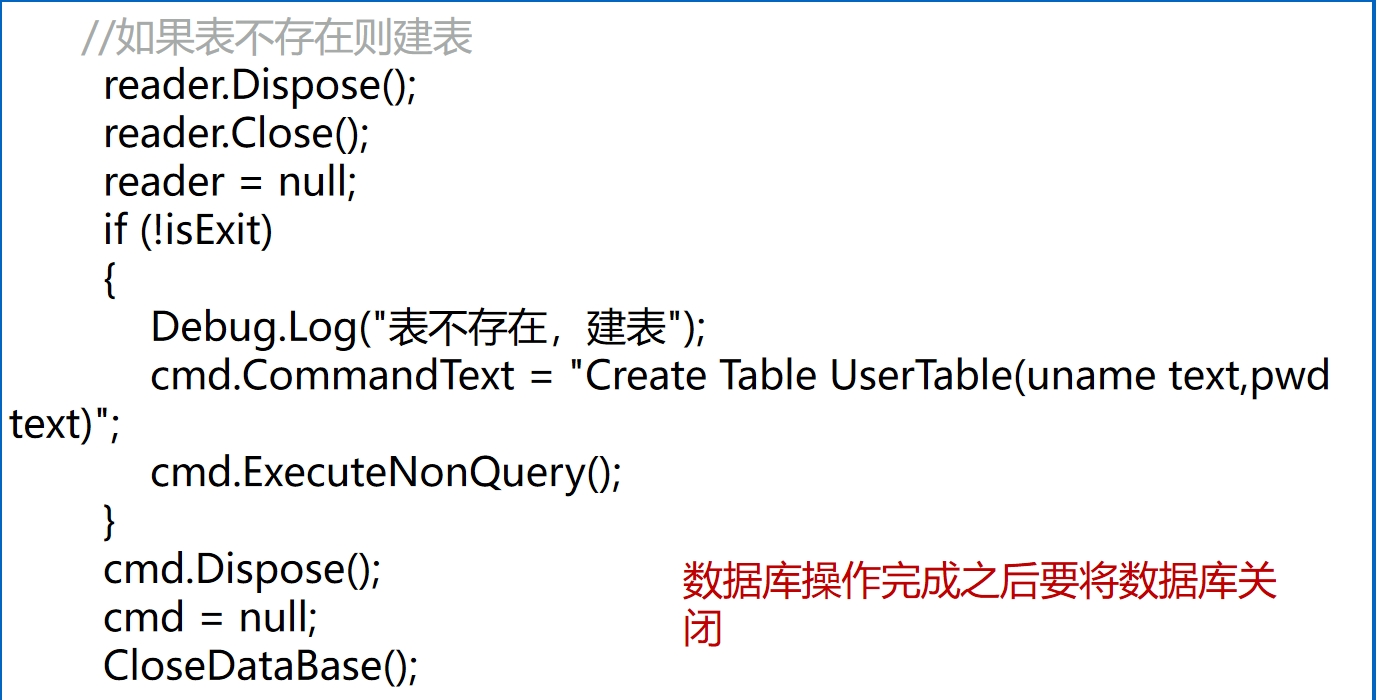 //如果表不存在则建表
reader.Dispose();
reader.Close();
reader = null;
if (!isExit)
{
Debug.Log("表不存在，建表");
cmd.CommandText = "Create Table UserTable(uname text,pwd
text)";
cmd.ExecuteNonQuery();
}
cmd.Dispose();
cmd = null;
CloseDataBase();
数据库操作完成之后要将数据库关
闭